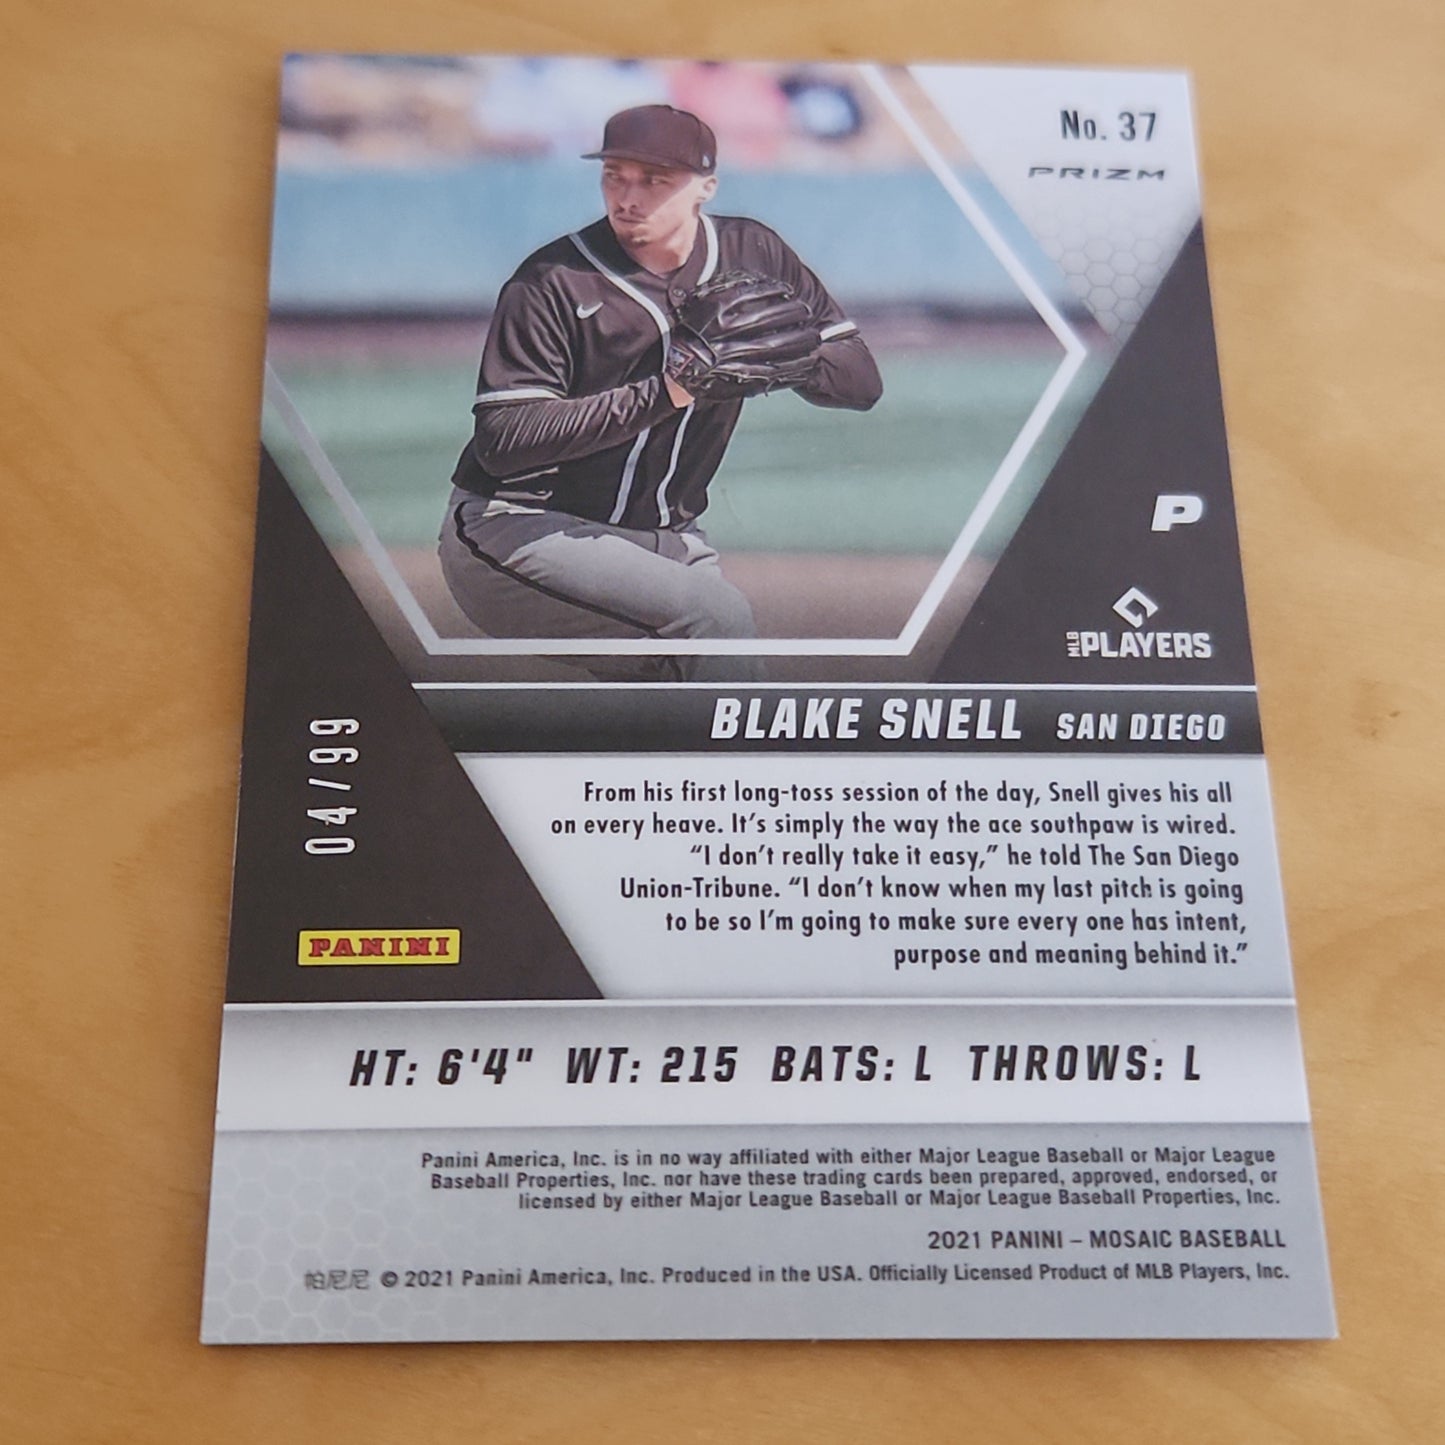 No. 37
PRIZM
P
MLB PLAYERS
BLAKE SNELL SAN DIEGO
04/99
From his first long-toss session of the day, Snell gives his all
on every heave. It's simply the way the ace southpaw is wired.
"I don't really take it easy," he told The San Diego
Union-Tribune. "I don't know when my last pitch is going
to be so I'm going to make sure every one has intent,
purpose and meaning behind it."
PANINI
HT: 6'4" WT: 215 BATS: L THROWS: L
Panini America, Inc. is in no way affiliated with either Major League Baseball or Major League
Baseball Properties, Inc. nor have these trading cards been prepared, approved, endorsed, or
licensed by either Major League Baseball or Major League Baseball Properties, Inc.
2021 PANINI – MOSAIC BASEBALL
帕尼尼 © 2021 Panini America, Inc. Produced in the USA. Officially Licensed Product of MLB Players, Inc.